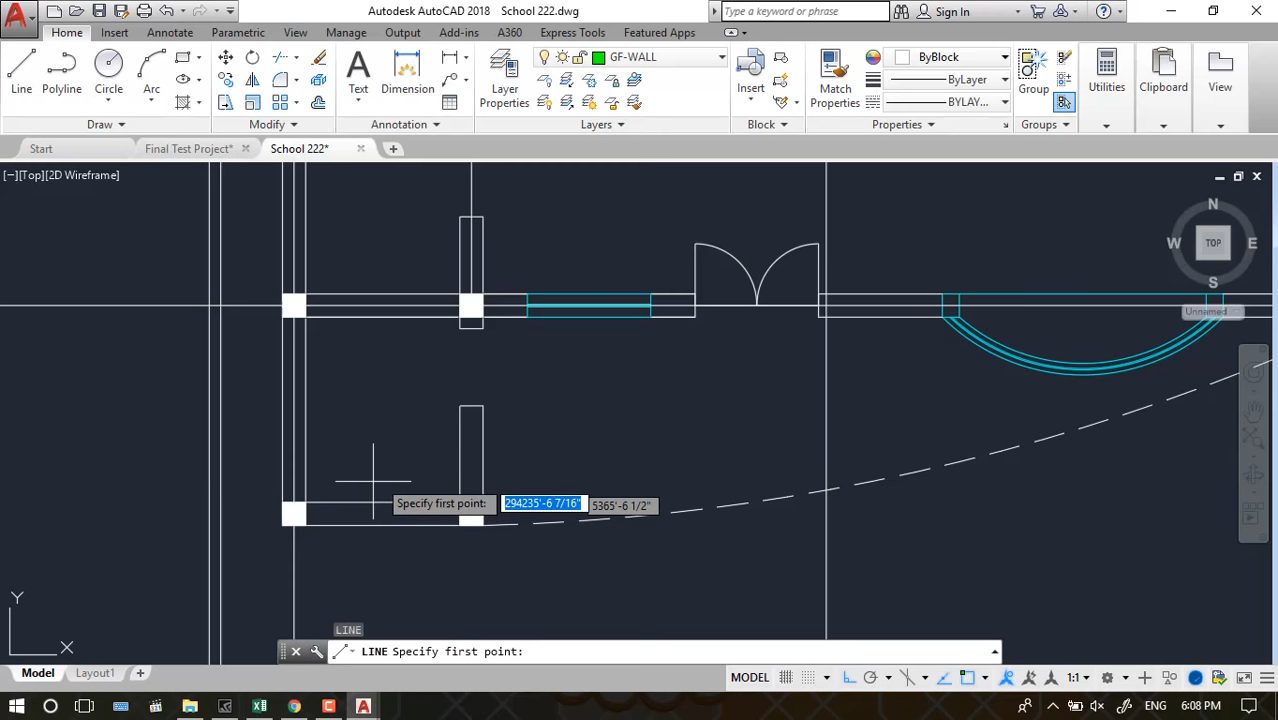 Autodesk AutoCAD 2018 School 222.dwg
Type a keyword or phrase
Sign In
Home Insert Annotate Parametric View Manage Output Add-ins A360 Express Tools Featured Apps
Line Polyline Circle Arc
Text Dimension
Layer Properties
GF-WALL
Insert
Match Properties
ByBlock
ByLayer
BYLAY...
Group
Utilities
Clipboard
View
Draw Modify Annotation Layers Block Properties Groups
Start Final Test Project* School 222*
[−][Top][2D Wireframe]
N
W TOP E
S
Unnamed
Specify first point: 294235'-6 7/16" 5365'-6 1/2"
Y
X
LINE
LINE Specify first point:
Model Layout1
MODEL
1:1
ENG 6:08 PM